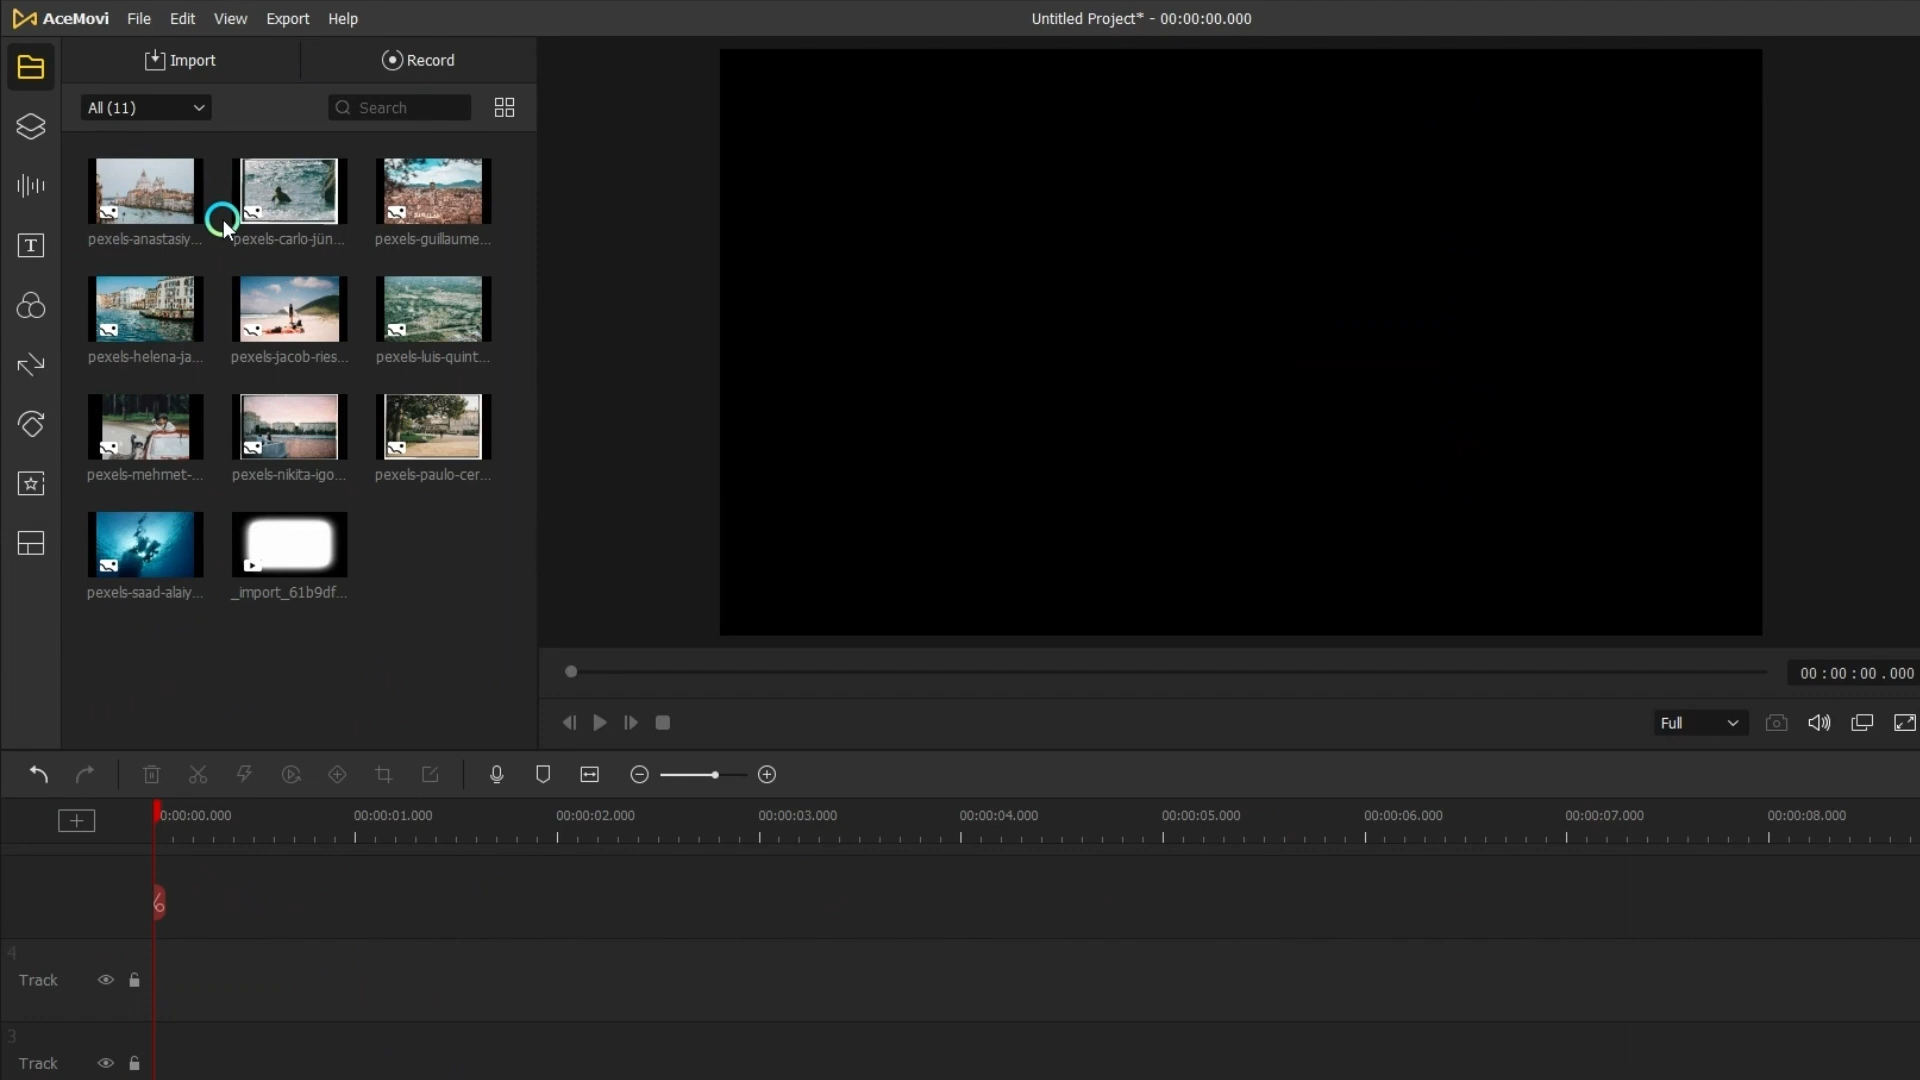 AceMovi File Edit View Export Help
Untitled Project* - 00:00:00.000
Import
Record
All (11)
Search
pexels-anastasiy...
pexels-carlo-jün...
pexels-guillaume...
pexels-helena-ja...
pexels-jacob-ries...
pexels-luis-quint...
pexels-mehmet-...
pexels-nikita-igo...
pexels-paulo-cer...
pexels-saad-alaiy...
_import_61b9df...
00:00:00.000
Full
0:00:00.000
00:00:01.000
00:00:02.000
00:00:03.000
00:00:04.000
00:00:05.000
00:00:06.000
00:00:07.000
00:00:08.000
4
Track
3
Track